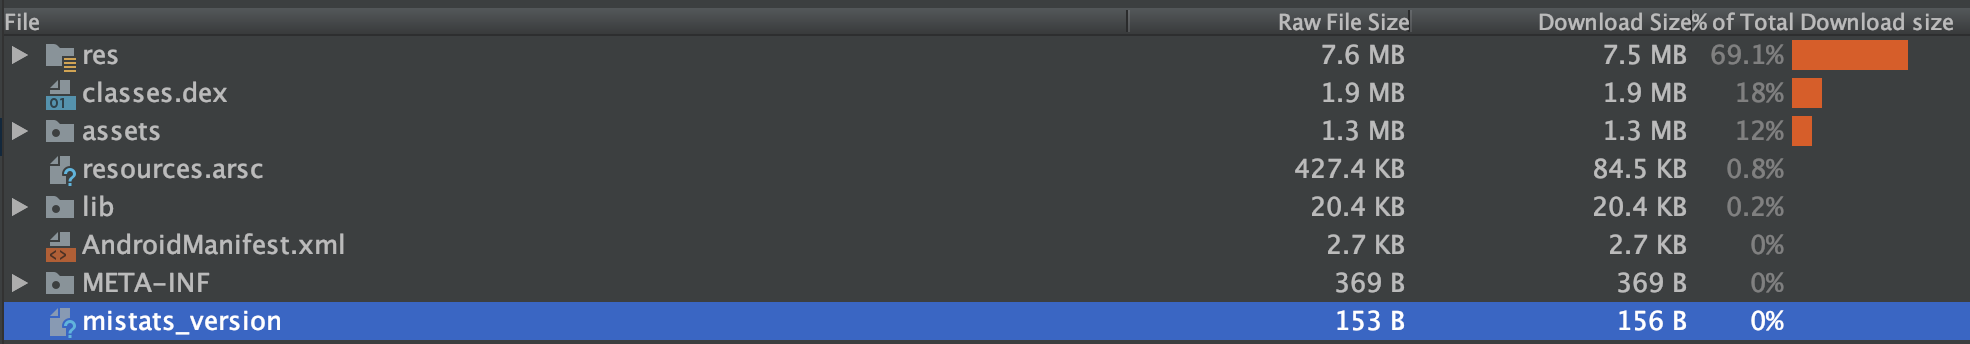 File Raw File Size Download Size % of Total Download size
res 7.6 MB 7.5 MB 69.1%
01 classes.dex 1.9 MB 1.9 MB 18%
assets 1.3 MB 1.3 MB 12%
? resources.arsc 427.4 KB 84.5 KB 0.8%
lib 20.4 KB 20.4 KB 0.2%
<> AndroidManifest.xml 2.7 KB 2.7 KB 0%
META-INF 369 B 369 B 0%
? mistats_version 153 B 156 B 0%